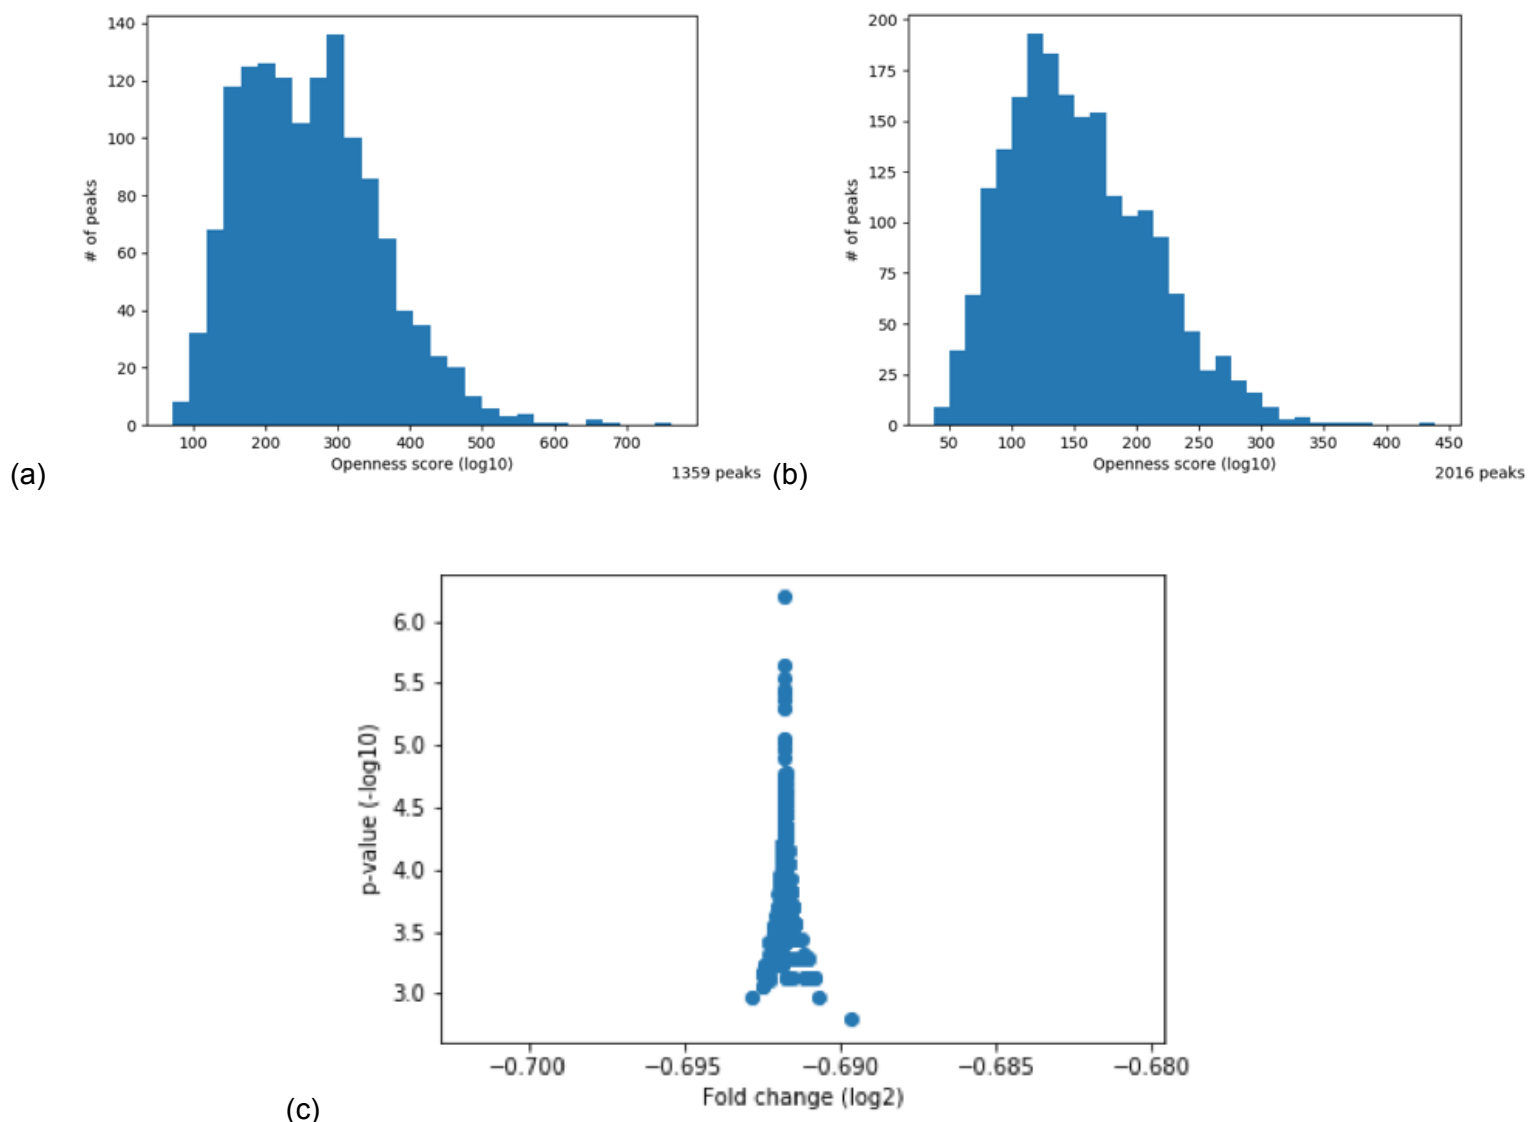 140
120
100
80
60
40
20
0
# of peaks
100 200 300 400 500 600 700
Openness score (log10)
1359 peaks
(a)
200
175
150
125
100
75
50
25
0
# of peaks
50 100 150 200 250 300 350 400 450
Openness score (log10)
2016 peaks
(b)
6.0
5.5
5.0
4.5
4.0
3.5
3.0
p-value (-log10)
−0.700 −0.695 −0.690 −0.685 −0.680
Fold change (log2)
(c)